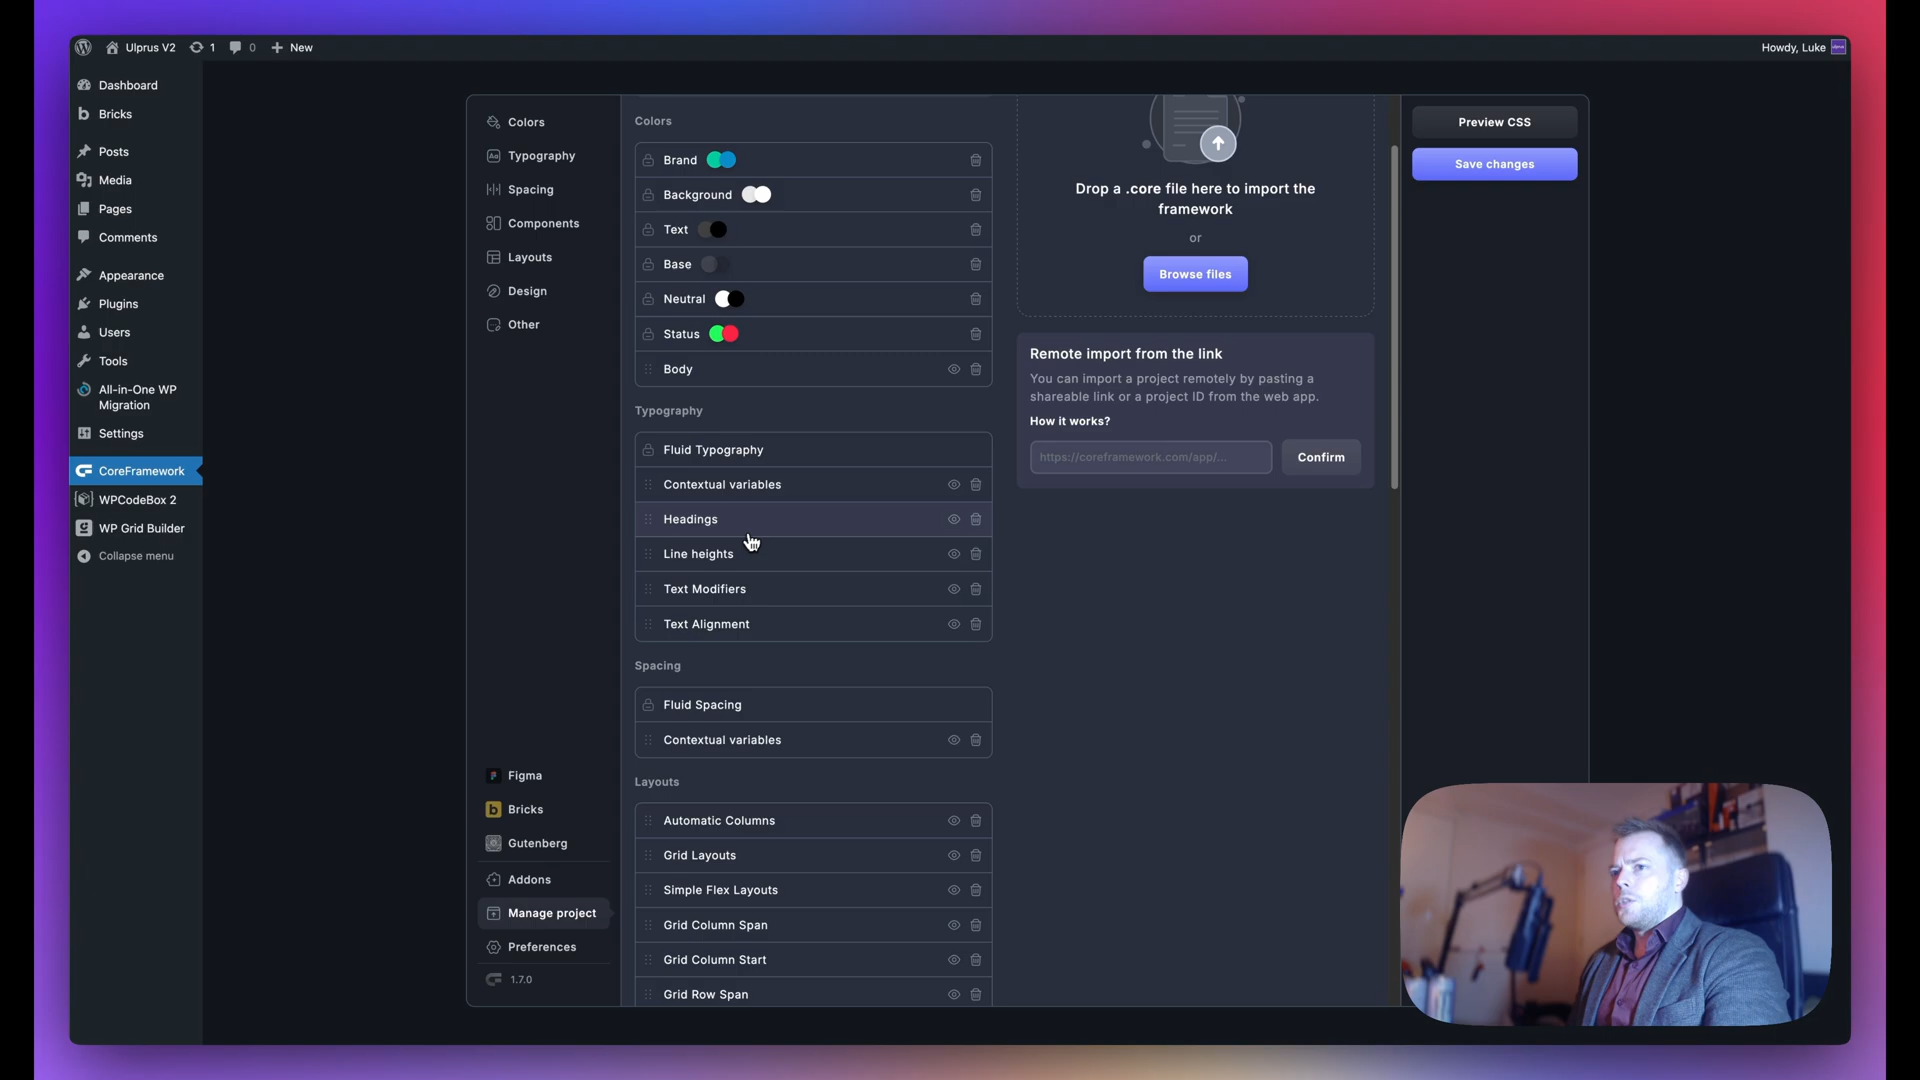 Ulprus V2
1
0
New
Howdy, Luke
Dashboard
Bricks
Posts
Media
Pages
Comments
Appearance
Plugins
Users
Tools
All-in-One WP
Migration
Settings
CoreFramework
WPCodeBox 2
WP Grid Builder
Collapse menu
Colors
Typography
Spacing
Components
Layouts
Design
Other
Figma
Bricks
Gutenberg
Addons
Manage project
Preferences
1.7.0
Colors
Brand
Background
Text
Base
Neutral
Status
Body
Typography
Fluid Typography
Contextual variables
Headings
Line heights
Text Modifiers
Text Alignment
Spacing
Fluid Spacing
Contextual variables
Layouts
Automatic Columns
Grid Layouts
Simple Flex Layouts
Grid Column Span
Grid Column Start
Grid Row Span
Drop a .core file here to import the
framework
or
Browse files
Remote import from the link
You can import a project remotely by pasting a
shareable link or a project ID from the web app.
How it works?
https://coreframework.com/app/...
Confirm
Preview CSS
Save changes